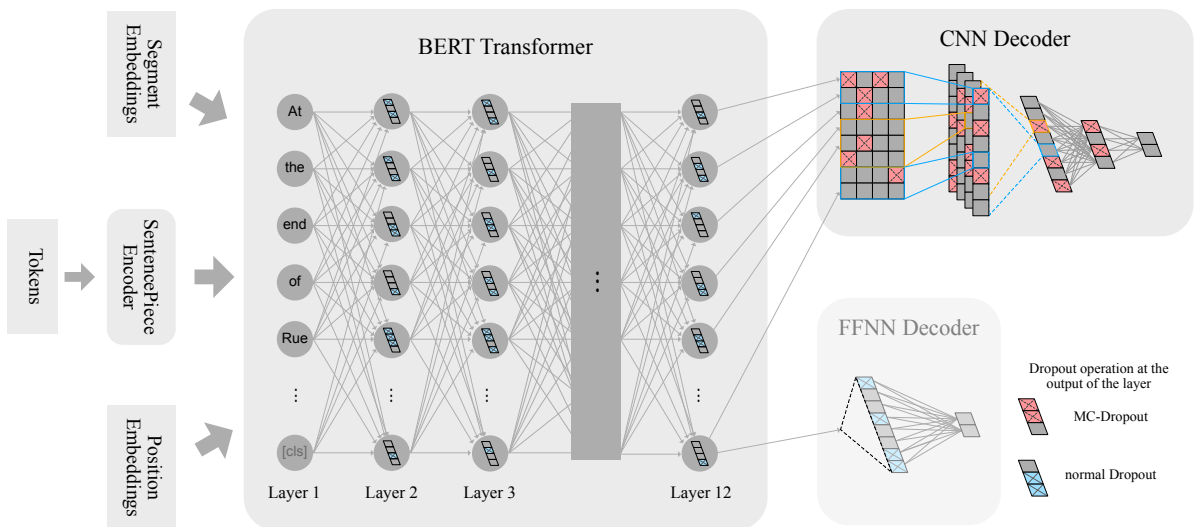 Segment
Embeddings
Tokens
SentencePiece
Encoder
Position
Embeddings
BERT Transformer
At
the
end
of
Rue
...
[cls]
...
...
...
...
Layer 1
Layer 2
Layer 3
Layer 12
CNN Decoder
FFNN Decoder
Dropout operation at the
output of the layer
MC-Dropout
normal Dropout